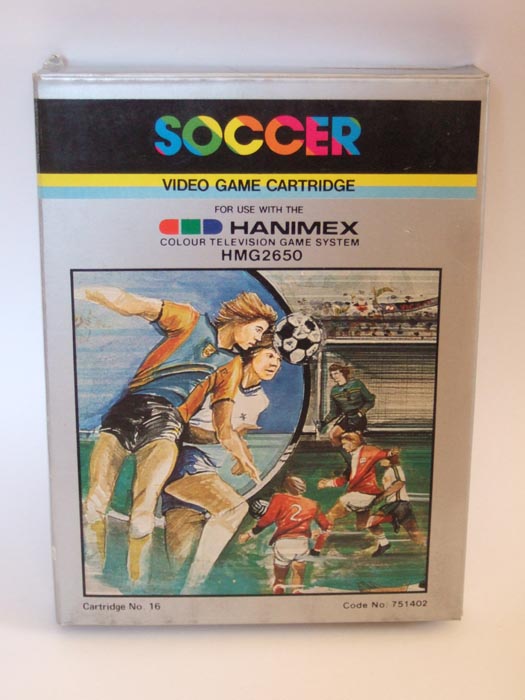 SOCCER
VIDEO GAME CARTRIDGE
FOR USE WITH THE
HANIMEX
COLOUR TELEVISION GAME SYSTEM
HMG2650
2
Cartridge No. 16
Code No: 751402